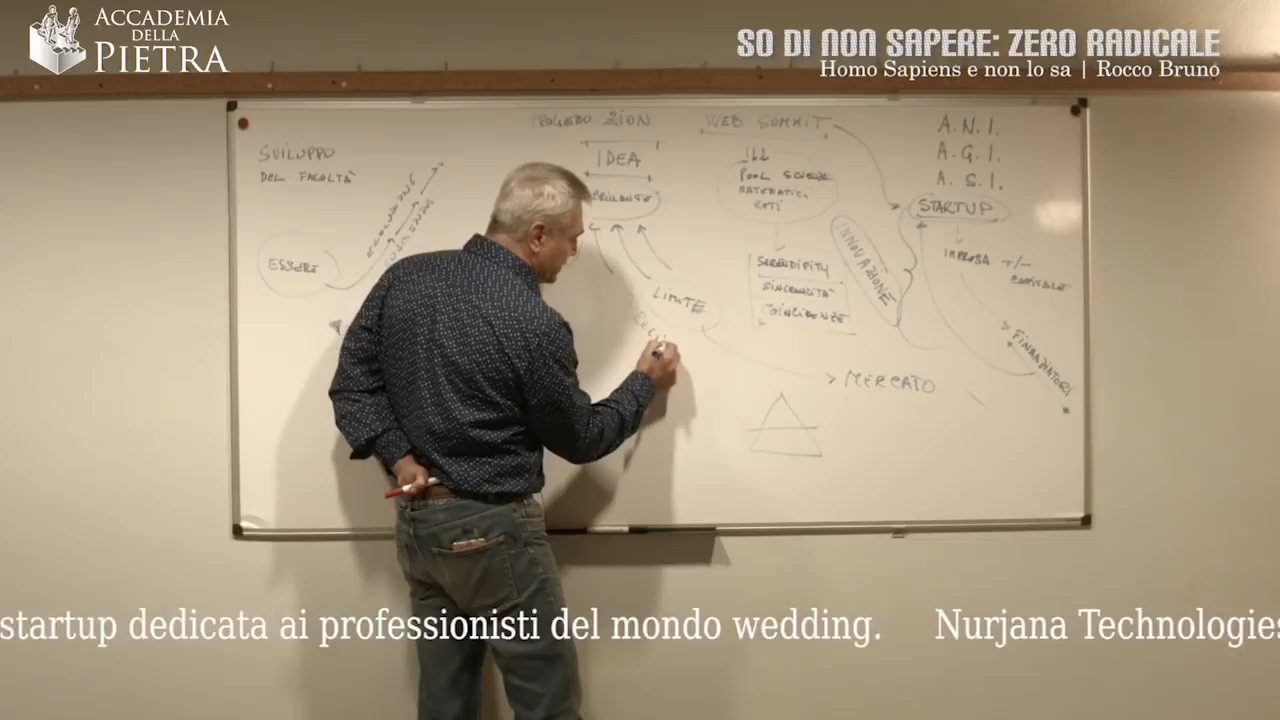 ACCADEMIA
DELLA
PIETRA
SO DI NON SAPERE: ZERO RADICALE
Homo Sapiens e non lo sa | Rocco Bruno
SVILUPPO
DEL FACOLTÀ
ESSERE
EVOLUZIONE
PROGETTO ZION
IDEA
BRILLANTE
LIMITE
WEB SUMMIT
ILL
POOL SCIENZE
MATEMATICI
RETI
SERENDIPITY
SINCRONICITÀ
COINCIDENZE
INNOVAZIONE
MERCATO
A.N.I.
A.G.I.
A.S.I.
STARTUP
IMPRESA +/-
CAPITALE
FINANZIATORI
startup dedicata ai professionisti del mondo wedding. Nurjana Technologies